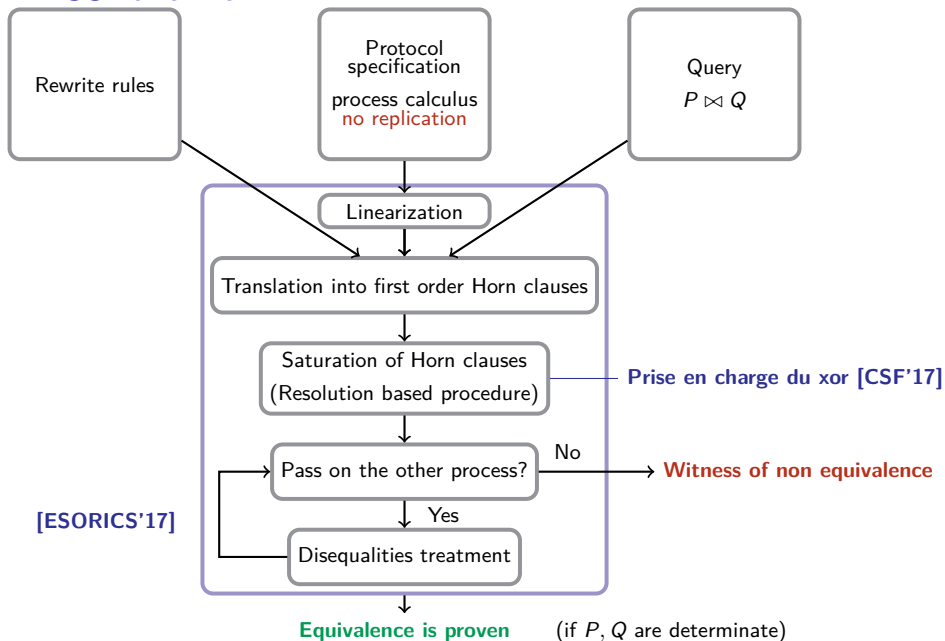 Rewrite rules
Protocol
specification
process calculus
no replication
Query
P ⋈ Q
Linearization
Translation into first order Horn clauses
Saturation of Horn clauses
(Resolution based procedure)
Prise en charge du xor [CSF'17]
Pass on the other process?
No
Witness of non equivalence
[ESORICS'17]
Yes
Disequalities treatment
Equivalence is proven
(if P, Q are determinate)